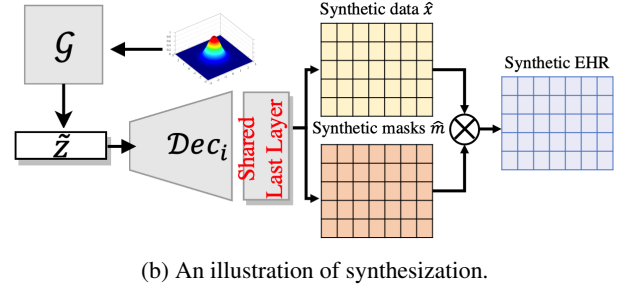 Synthetic data x̂
𝒢
Synthetic EHR
Synthetic masks m̂
z̃
𝒟ec_i
Shared
Last Layer
(b) An illustration of synthesization.